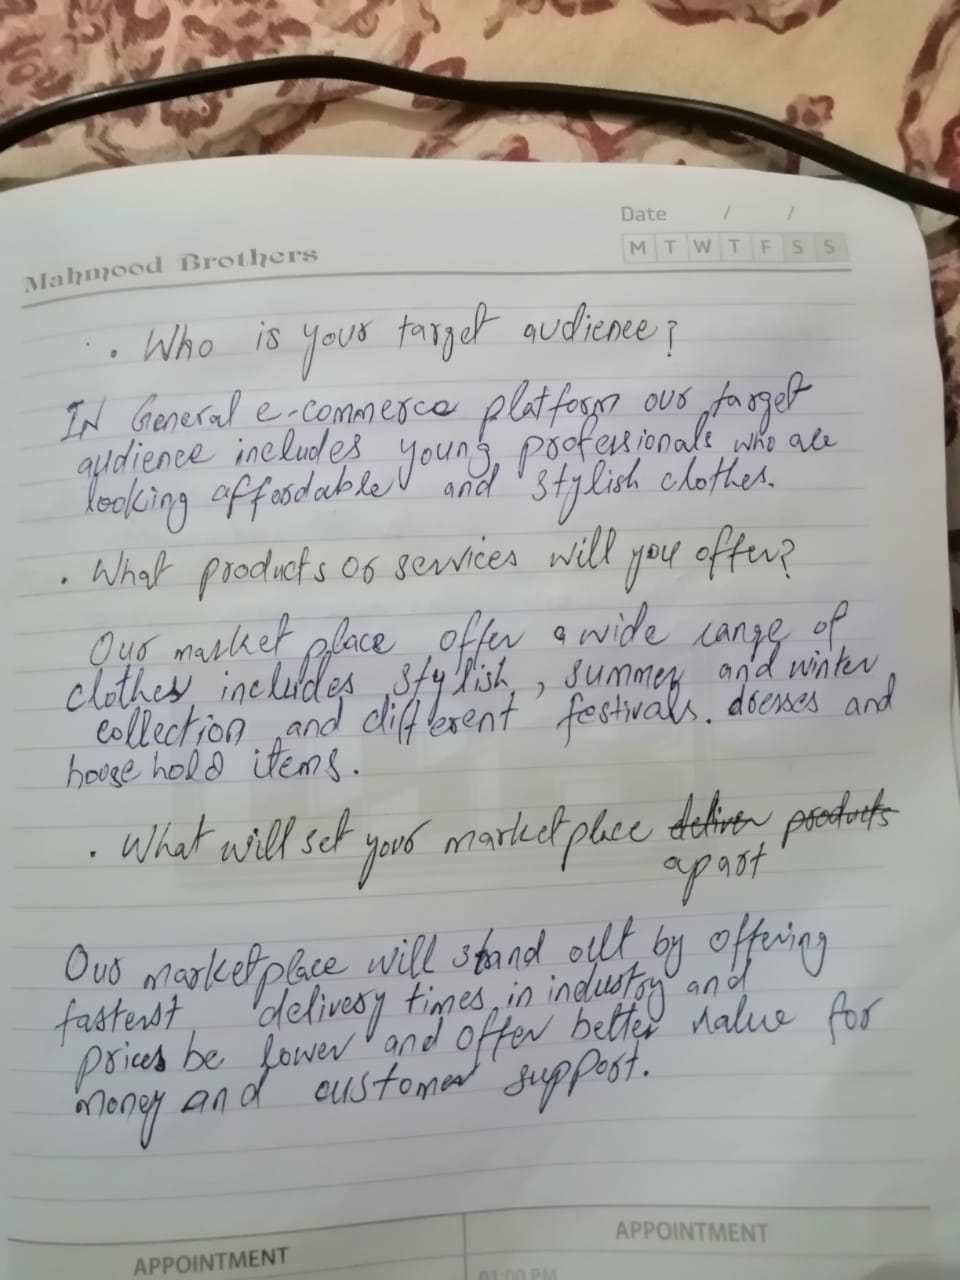 Date / /
Mahmood Brothers
M T W T F S S
. Who is your target audience?
IN General e-commerce platform our target
audience includes young professionals who are
looking affordable and stylish clothes.
. What products or services will you offer?
Our market place offer a wide range of
clothes includes stylish, summer and winter
collection and different festivals. dresses and
house hold items.
. What will set your marketplace deliver products
apart
Our marketplace will stand out by offering
fasterst delivery times in industry and
prices be lower and offer better value for
money and customer support.
APPOINTMENT
APPOINTMENT
01:00 PM